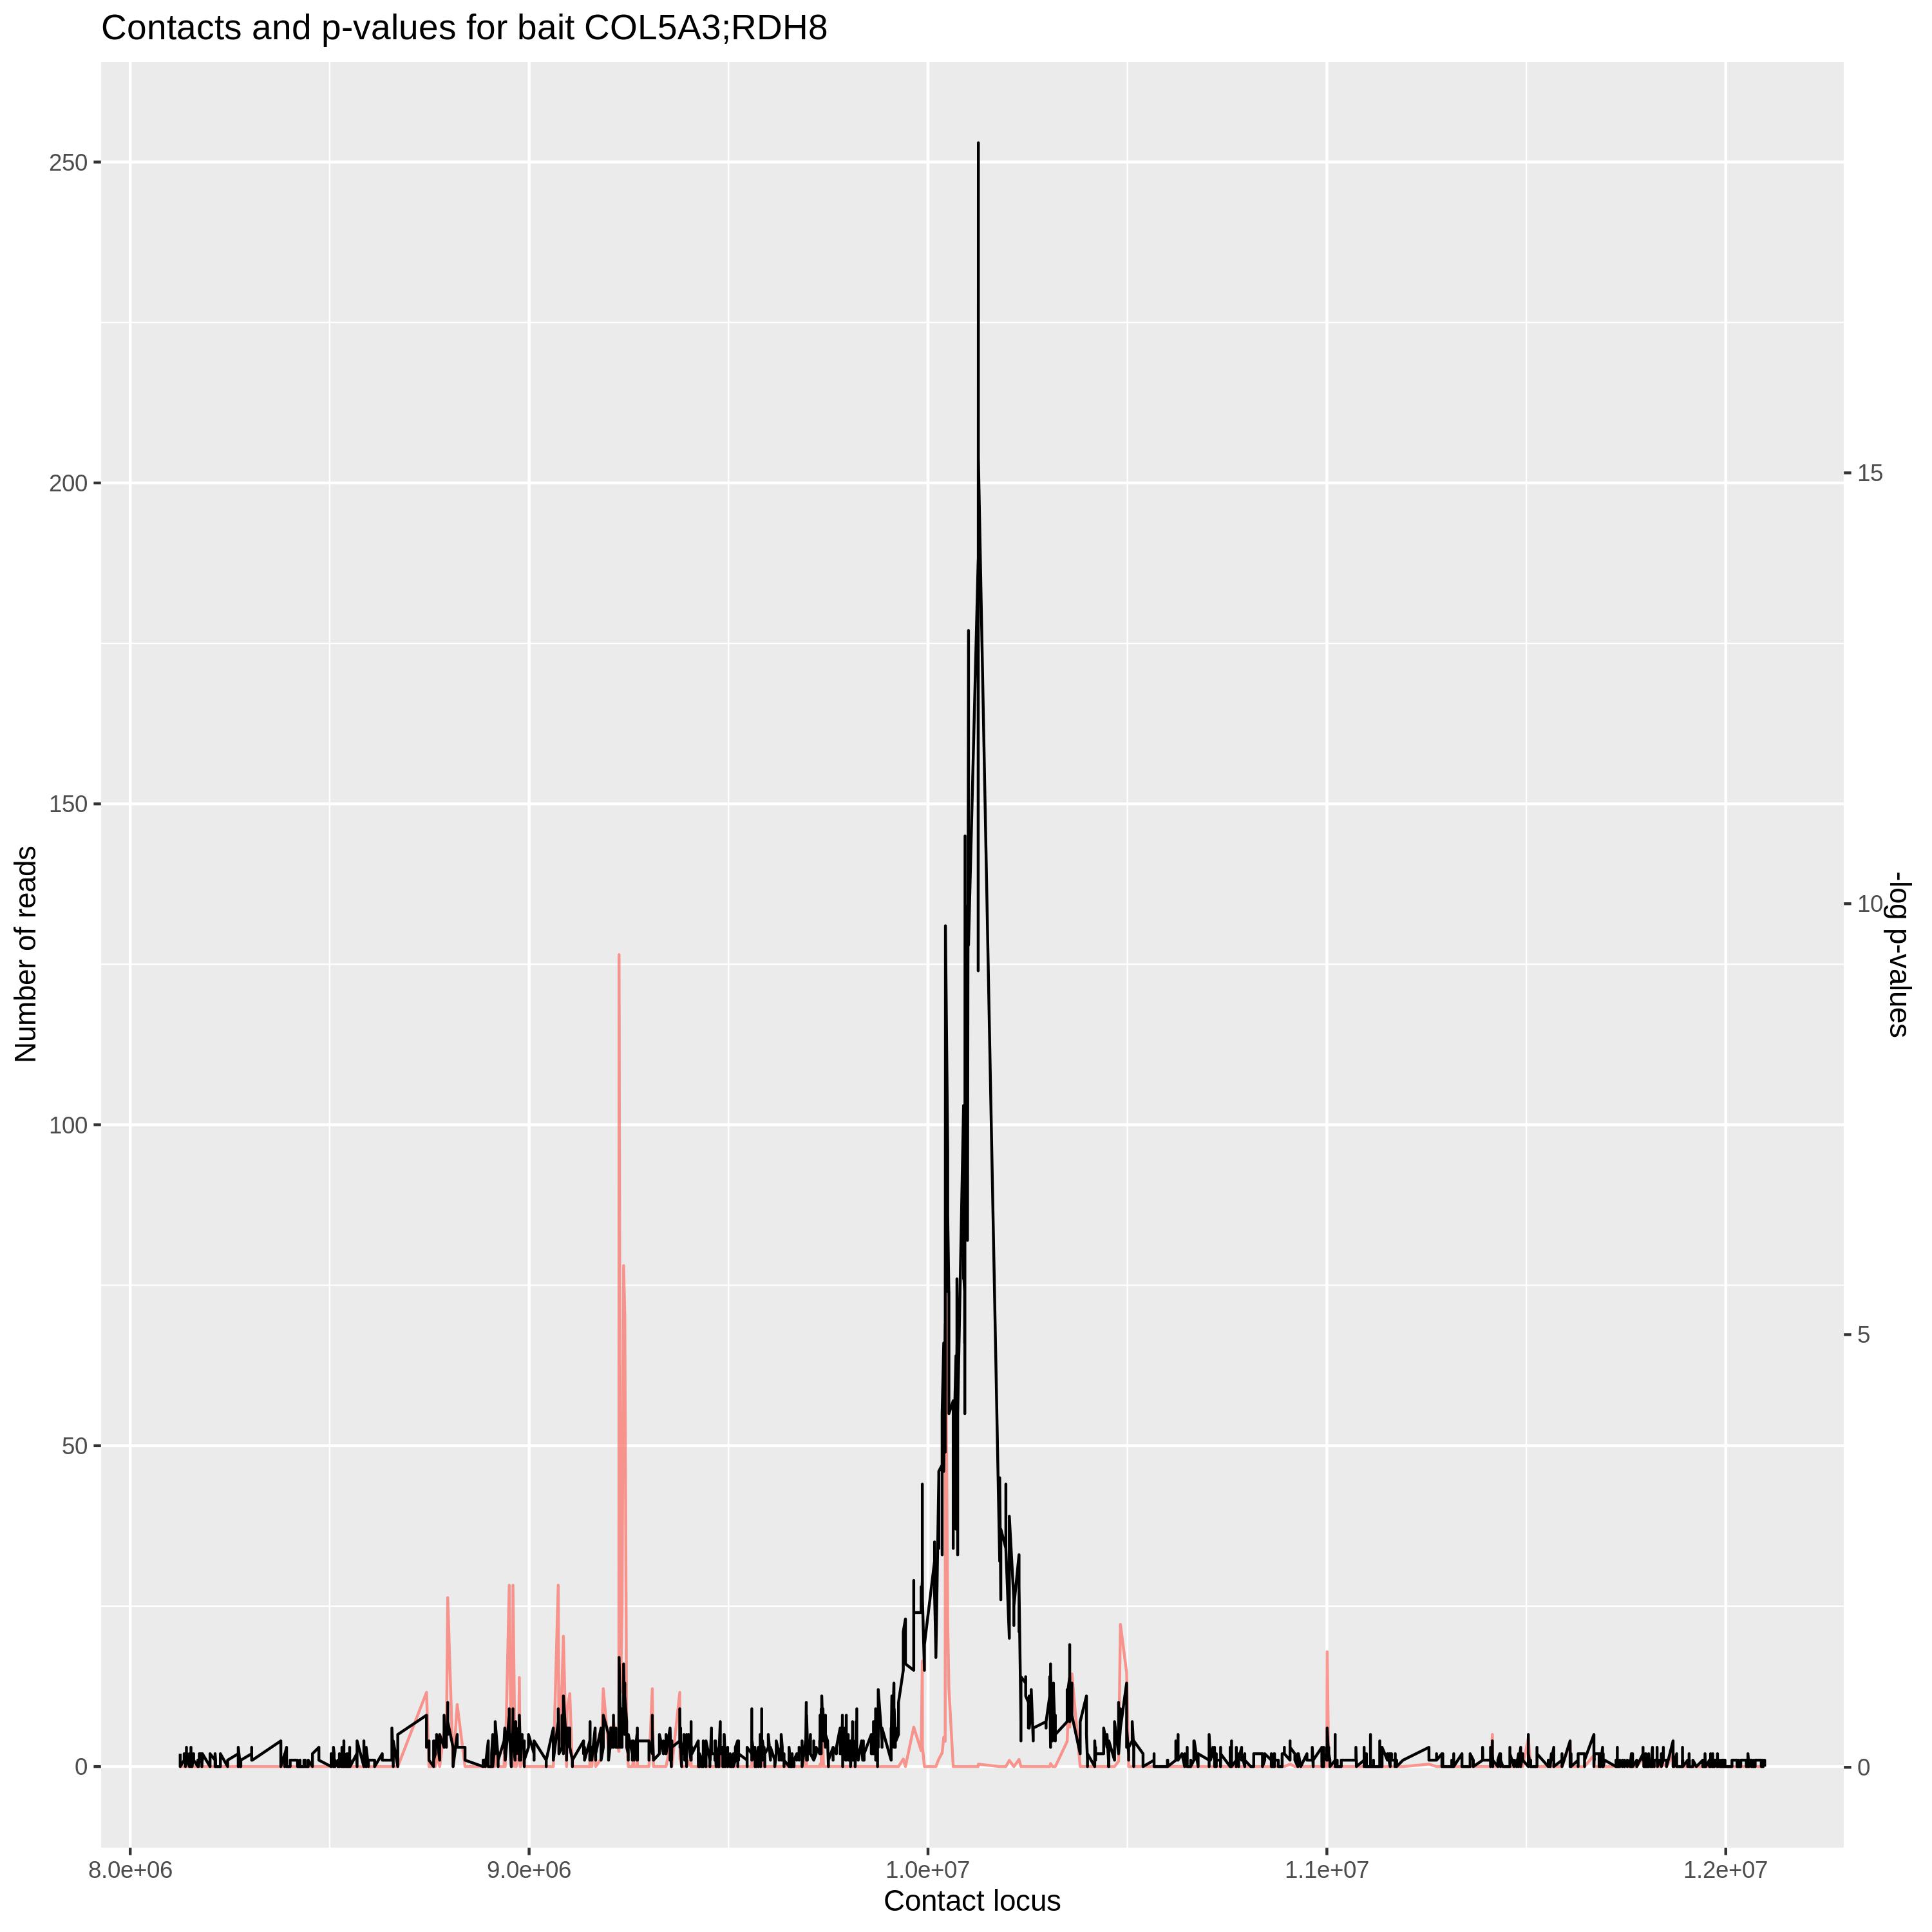 Contacts and p-values for bait COL5A3;RDH8
250
200
150
100
50
0
Number of reads
15
10
5
0
-log p-values
8.0e+06
9.0e+06
1.0e+07
1.1e+07
1.2e+07
Contact locus